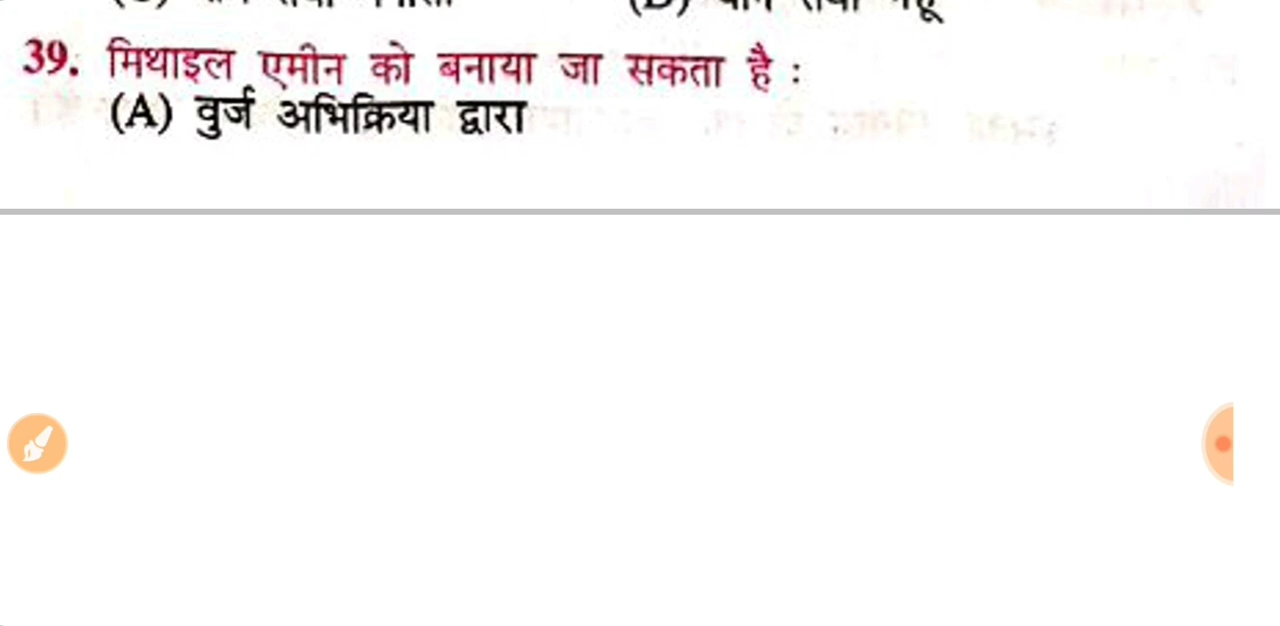 39. मिथाइल एमीन को बनाया जा सकता है :
(A) वुर्ज अभिक्रिया द्वारा